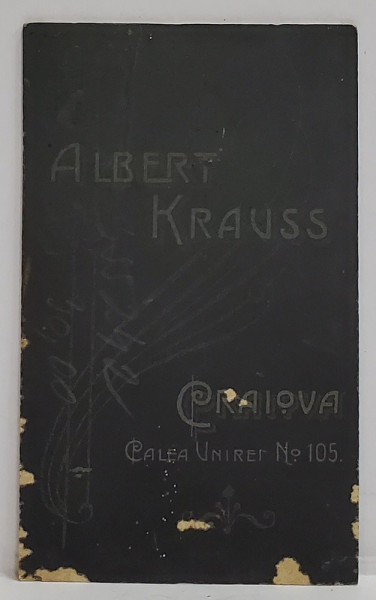 ALBERT
KRAUSS
CRAIOVA
CALEA UNIREI No 105.